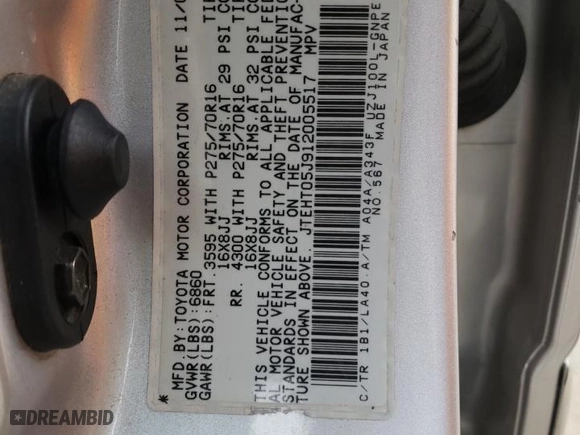 MFD.BY:TOYOTA MOTOR CORPORATION DATE 11/
GVWR(LBS):6860
GAWR(LBS):FRT.3595 WITH P275/70R16
16X8JJ RIMS.AT 29 PSI
RR. 4300 WITH P275/70R16
16X8JJ RIMS.AT 32 PSI
THIS VEHICLE CONFORMS TO ALL APPLICABLE
AL MOTOR VEHICLE SAFETY AND THEFT PREVENTION
STANDARDS IN EFFECT ON THE DATE OF MANUFAC-
TURE SHOWN ABOVE. JTEHT05J912005517 MPV
C/TR 1B1/LA40 A/TM A04A/A343F UZJ100L-GNPE
NO.567 MADE IN JAPAN
DREAMBID